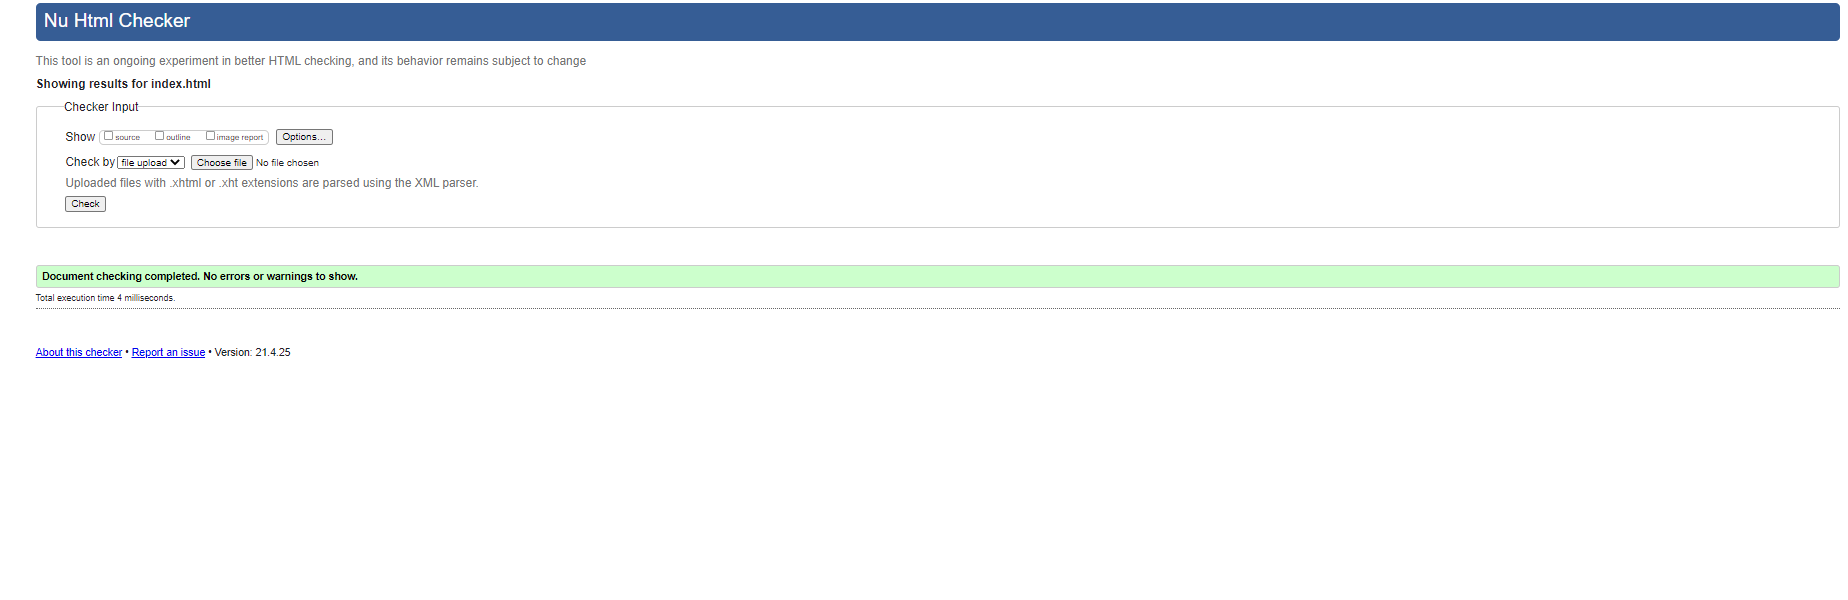 Nu Html Checker
This tool is an ongoing experiment in better HTML checking, and its behavior remains subject to change
Showing results for index.html
Checker Input
Show source outline image report Options...
Check by file upload Choose file No file chosen
Uploaded files with .xhtml or .xht extensions are parsed using the XML parser.
Check
Document checking completed. No errors or warnings to show.
Total execution time 4 milliseconds.
About this checker • Report an issue • Version: 21.4.25